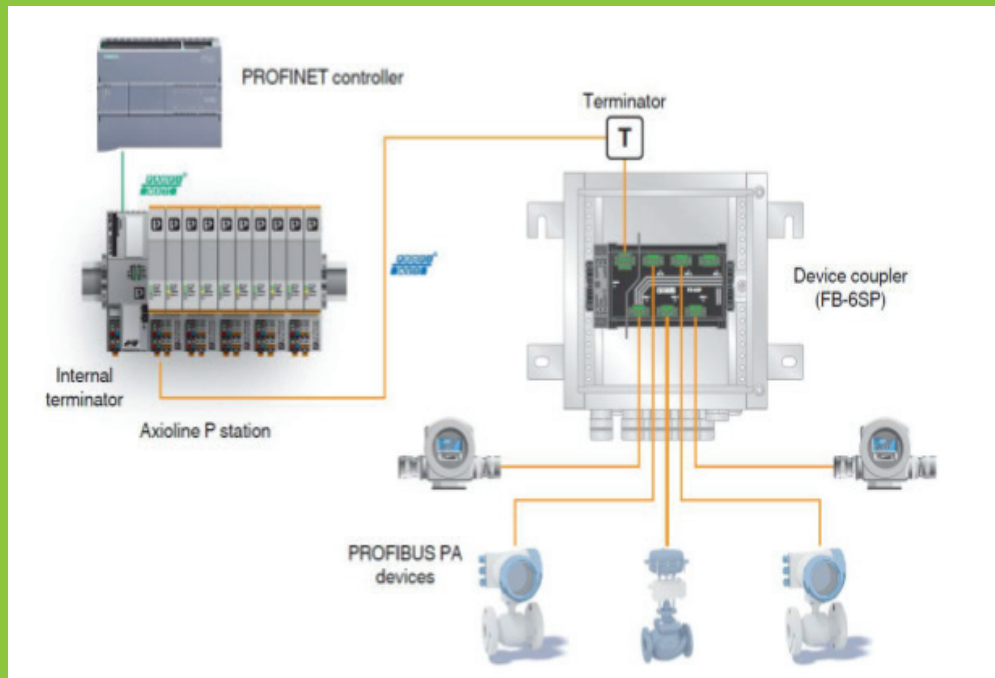 PROFINET controller
Terminator
T
Device coupler
(FB-6SP)
Internal
terminator
Axioline P station
PROFIBUS PA
devices